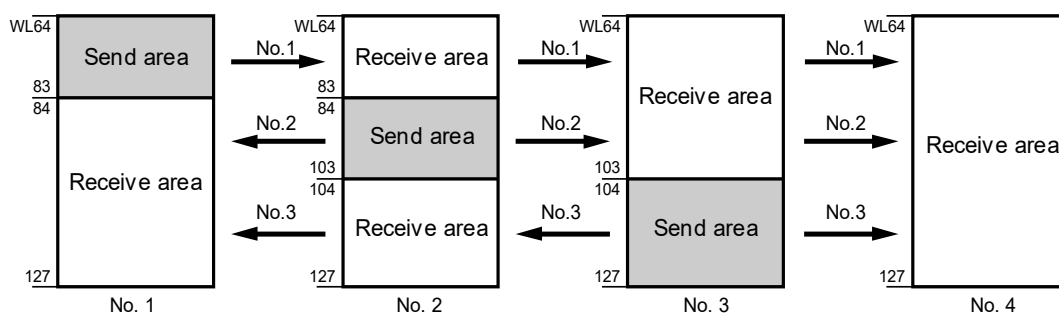 WL64
Send area
83
84
Receive area
127
No. 1
No.1
No.2
No.3
WL64
Receive area
83
84
Send area
103
104
Receive area
127
No. 2
No.1
No.2
No.3
WL64
Receive area
103
104
Send area
127
No. 3
No.1
No.2
No.3
WL64
Receive area
127
No. 4